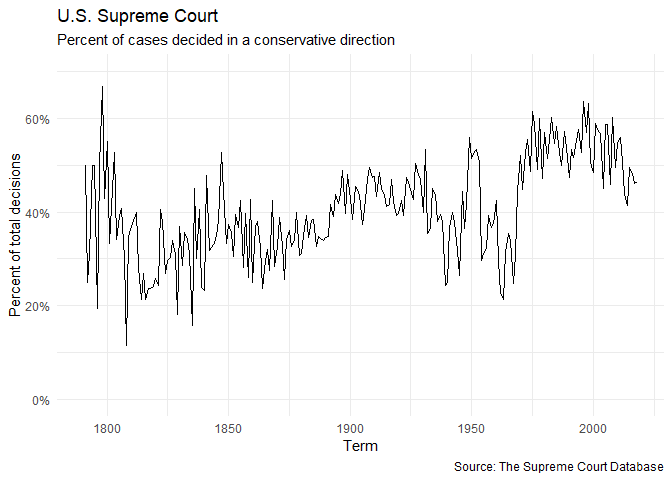 U.S. Supreme Court
Percent of cases decided in a conservative direction
Percent of total decisions
60%
40%
20%
0%
1800 1850 1900 1950 2000
Term
Source: The Supreme Court Database